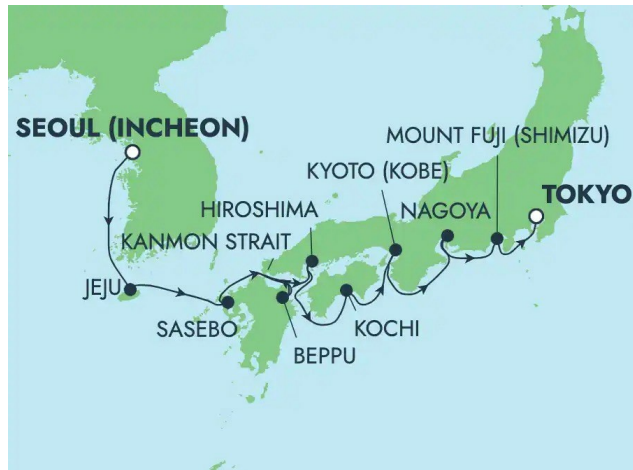 SEOUL (INCHEON)
MOUNT FUJI (SHIMIZU)
KYOTO (KOBE)
TOKYO
HIROSHIMA
NAGOYA
KANMON STRAIT
JEJU
SASEBO
KOCHI
BEPPU